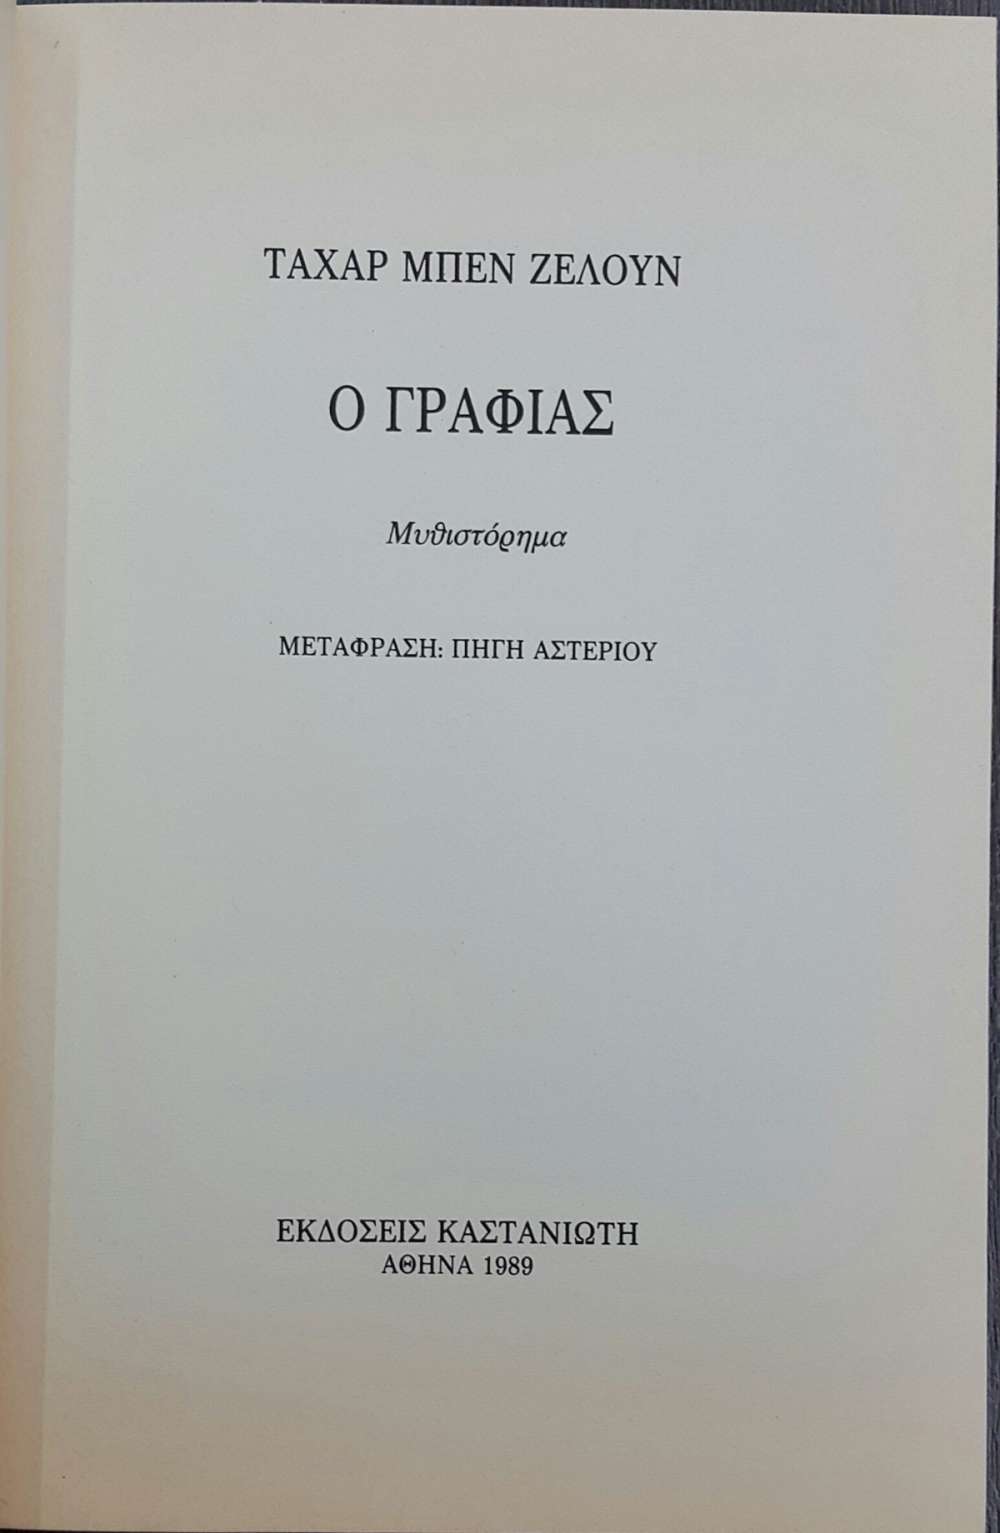 ΤΑΧΑΡ ΜΠΕΝ ΖΕΛΟΥΝ
Ο ΓΡΑΦΙΑΣ
Μυθιστόρημα
ΜΕΤΑΦΡΑΣΗ: ΠΗΓΗ ΑΣΤΕΡΙΟΥ
ΕΚΔΟΣΕΙΣ ΚΑΣΤΑΝΙΩΤΗ
ΑΘΗΝΑ 1989